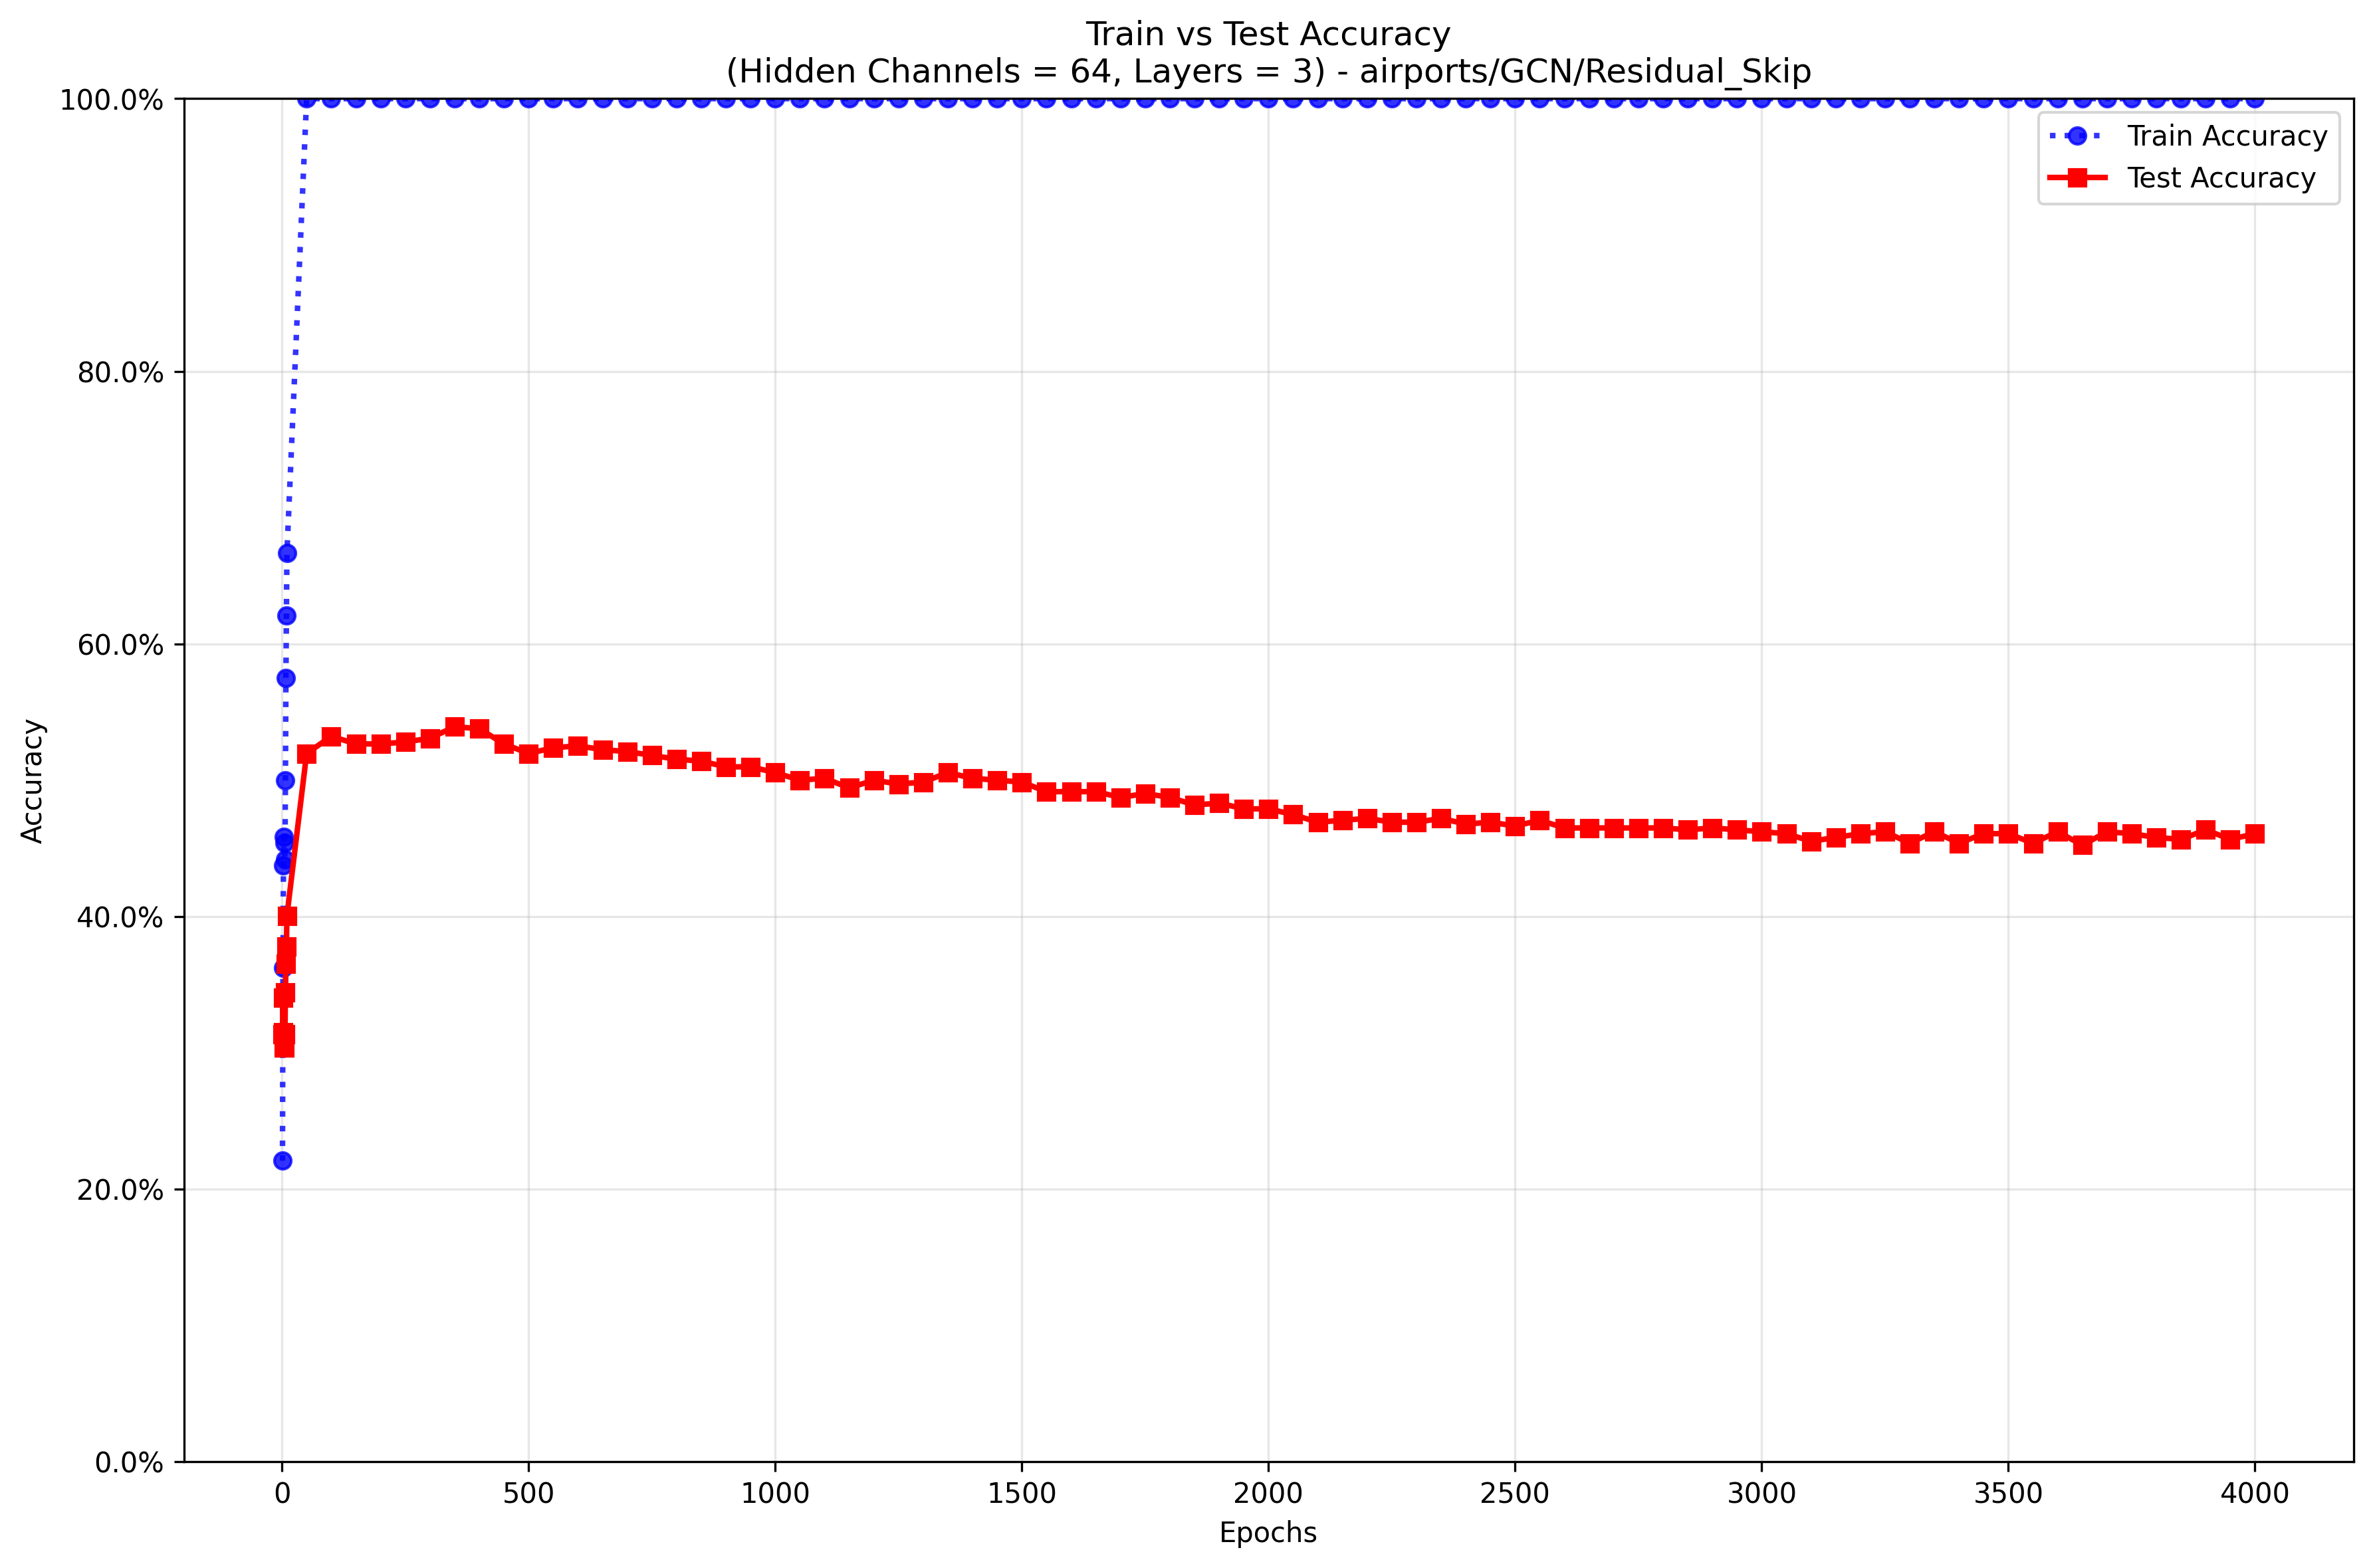 Train vs Test Accuracy
(Hidden Channels = 64, Layers = 3) - airports/GCN/Residual_Skip
100.0%
80.0%
60.0%
40.0%
20.0%
0.0%
Accuracy
Train Accuracy
Test Accuracy
0 500 1000 1500 2000 2500 3000 3500 4000
Epochs